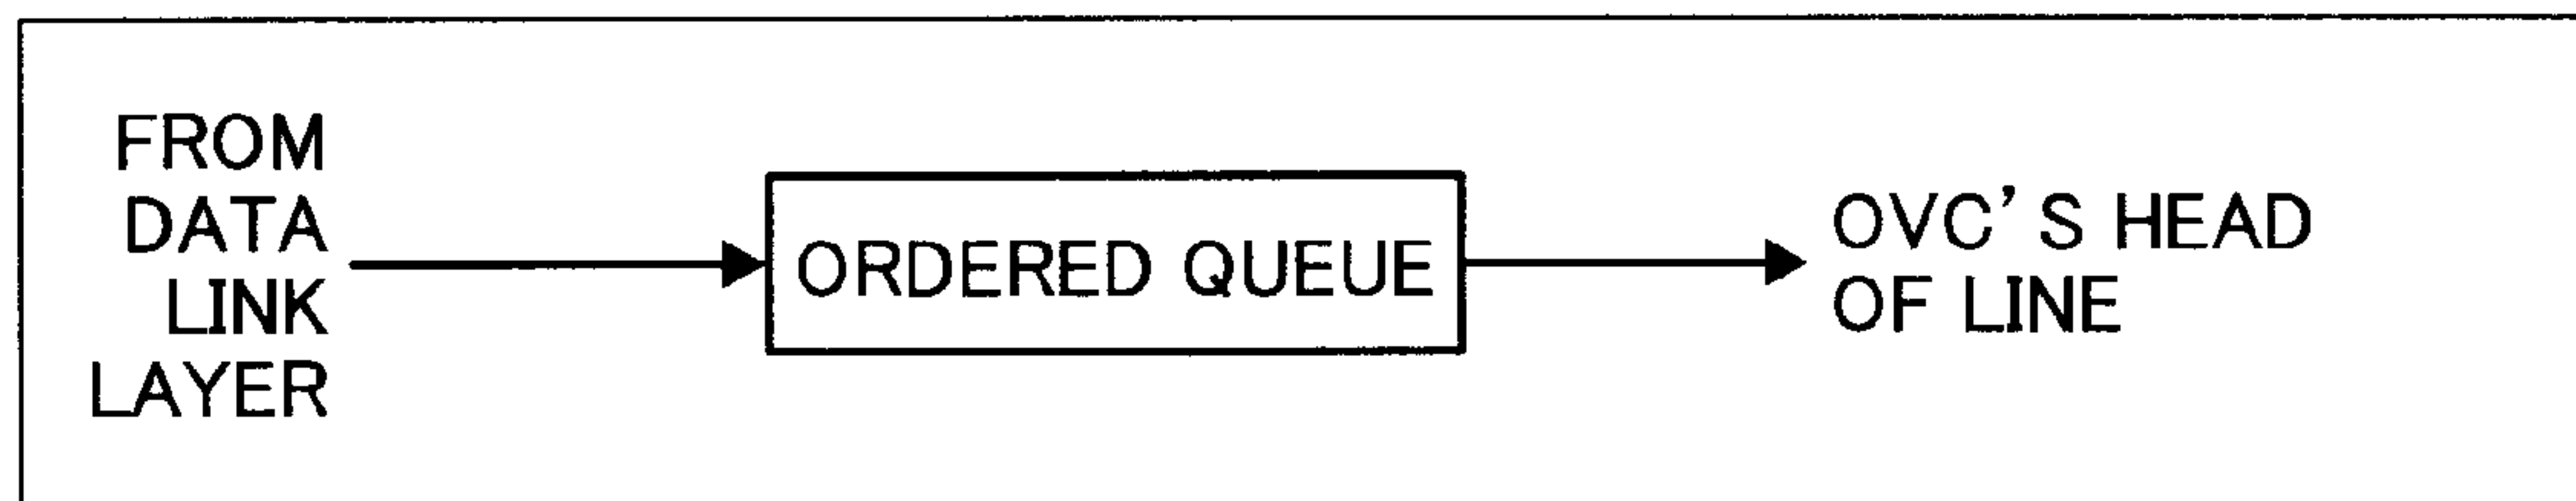 FROM
DATA
LINK
LAYER
ORDERED QUEUE
OVC'S HEAD
OF LINE